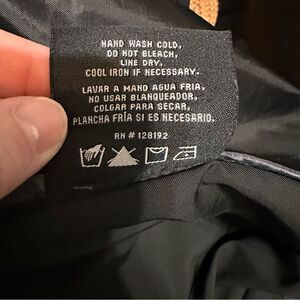 HAND WASH COLD,
DO NOT BLEACH,
LINE DRY,
COOL IRON IF NECESSARY.
LAVAR A MANO AGUA FRIA,
NO USAR BLANQUEADOR,
COLGAR PARA SECAR,
PLANCHA FRÍA SI ES NECESARIO.
RN # 128192